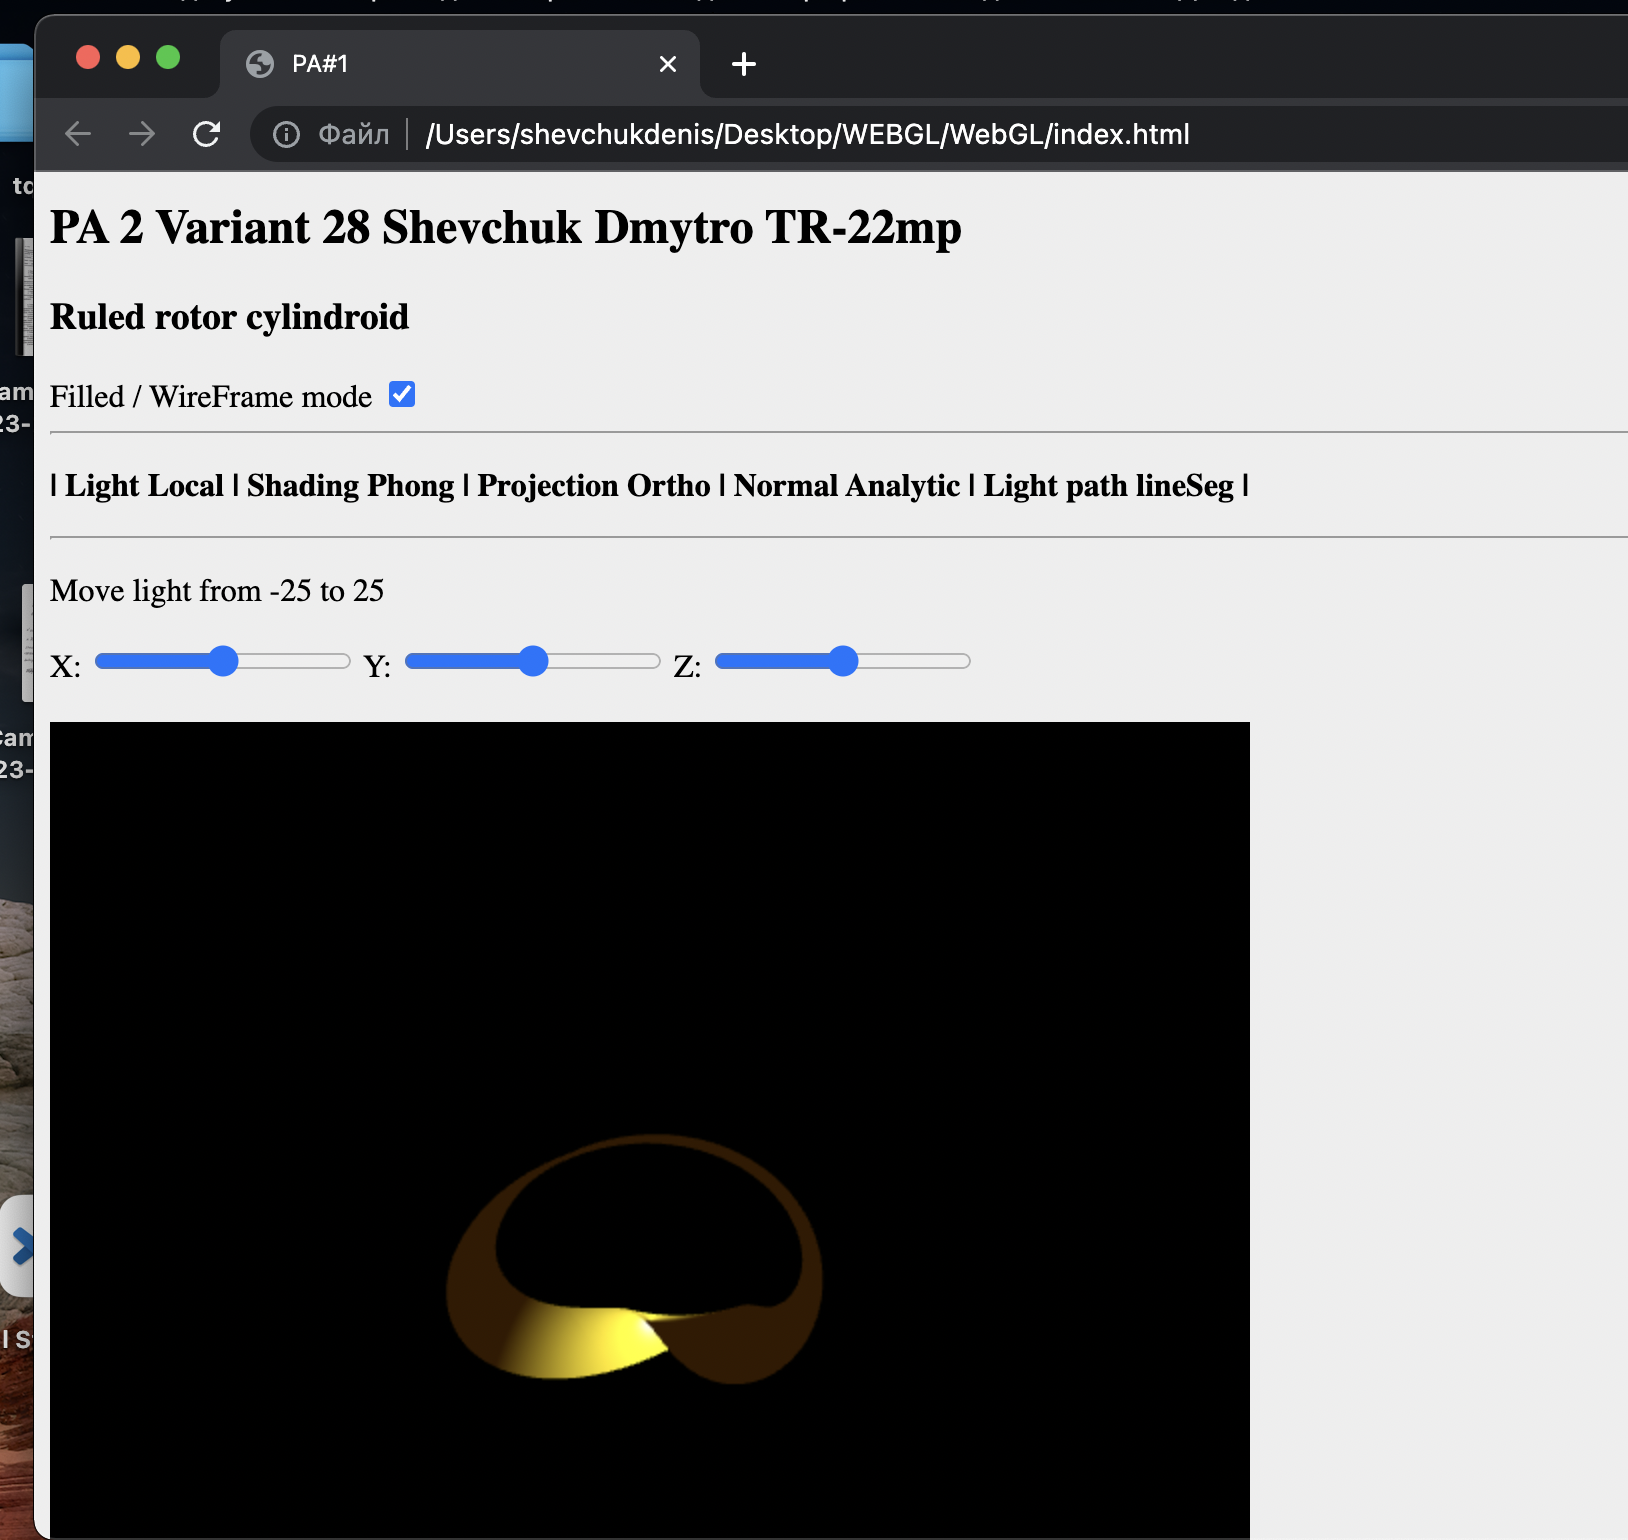 PA#1
Файл
/Users/shevchukdenis/Desktop/WEBGL/WebGL/index.html
PA 2 Variant 28 Shevchuk Dmytro TR-22mp
Ruled rotor cylindroid
Filled / WireFrame mode
| Light Local | Shading Phong | Projection Ortho | Normal Analytic | Light path lineSeg |
Move light from -25 to 25
X: Y: Z: